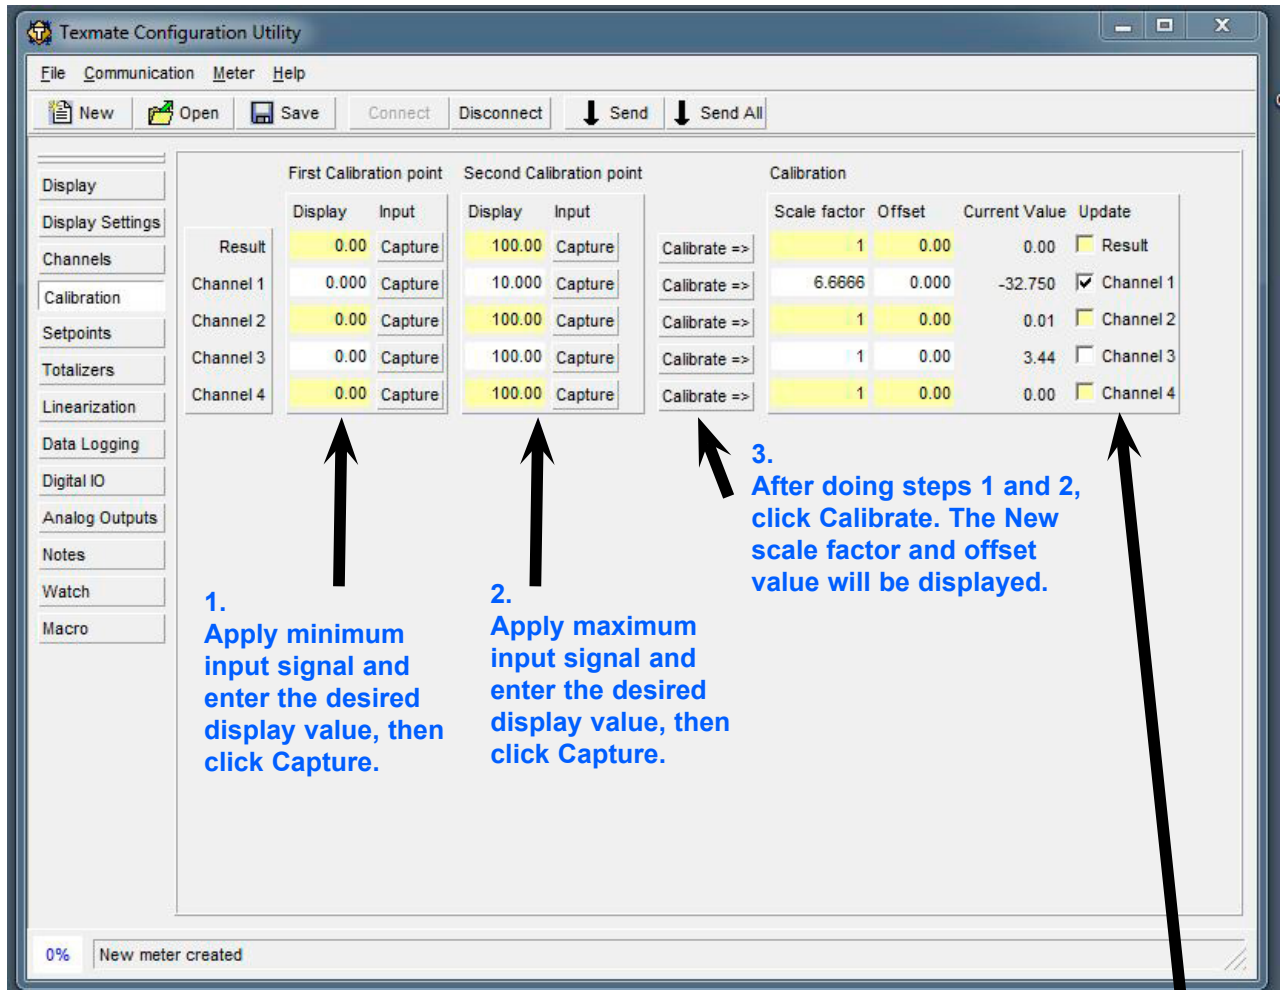 Texmate Configuration Utility
File Communication Meter Help
New Open Save Connect Disconnect Send Send All
First Calibration point Second Calibration point Calibration
Display Input Display Input Scale factor Offset Current Value Update
Result 0.00 Capture 100.00 Capture Calibrate => 1 0.00 0.00 Result
Channel 1 0.000 Capture 10.000 Capture Calibrate => 6.6666 0.000 -32.750 Channel 1
Channel 2 0.00 Capture 100.00 Capture Calibrate => 1 0.00 0.01 Channel 2
Channel 3 0.00 Capture 100.00 Capture Calibrate => 1 0.00 3.44 Channel 3
Channel 4 0.00 Capture 100.00 Capture Calibrate => 1 0.00 0.00 Channel 4
Display
Display Settings
Channels
Calibration
Setpoints
Totalizers
Linearization
Data Logging
Digital IO
Analog Outputs
Notes
Watch
Macro
1.
Apply minimum
input signal and
enter the desired
display value, then
click Capture.
2.
Apply maximum
input signal and
enter the desired
display value, then
click Capture.
3.
After doing steps 1 and 2,
click Calibrate. The New
scale factor and offset
value will be displayed.
0% New meter created